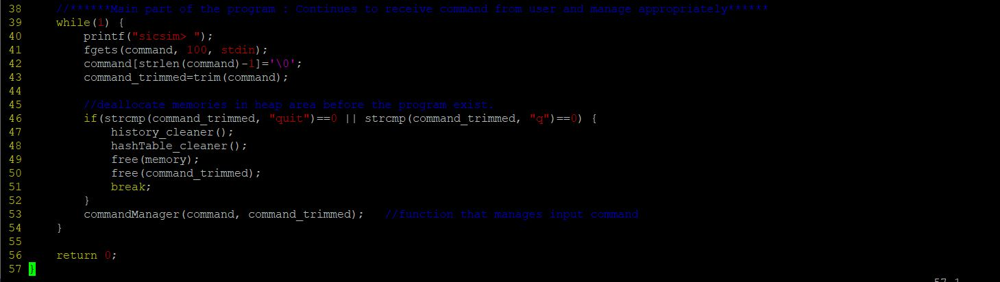 38     //******Main part of the program : Continues to receive command from user and manage appropriately******
39     while(1) {
40         printf("sicsim> ");
41         fgets(command, 100, stdin);
42         command[strlen(command)-1]='\0';
43         command_trimmed=trim(command);
44
45         //deallocate memories in heap area before the program exist.
46         if(strcmp(command_trimmed, "quit")==0 || strcmp(command_trimmed, "q")==0) {
47             history_cleaner();
48             hashTable_cleaner();
49             free(memory);
50             free(command_trimmed);
51             break;
52         }
53         commandManager(command, command_trimmed);   //function that manages input command
54     }
55
56     return 0;
57 }